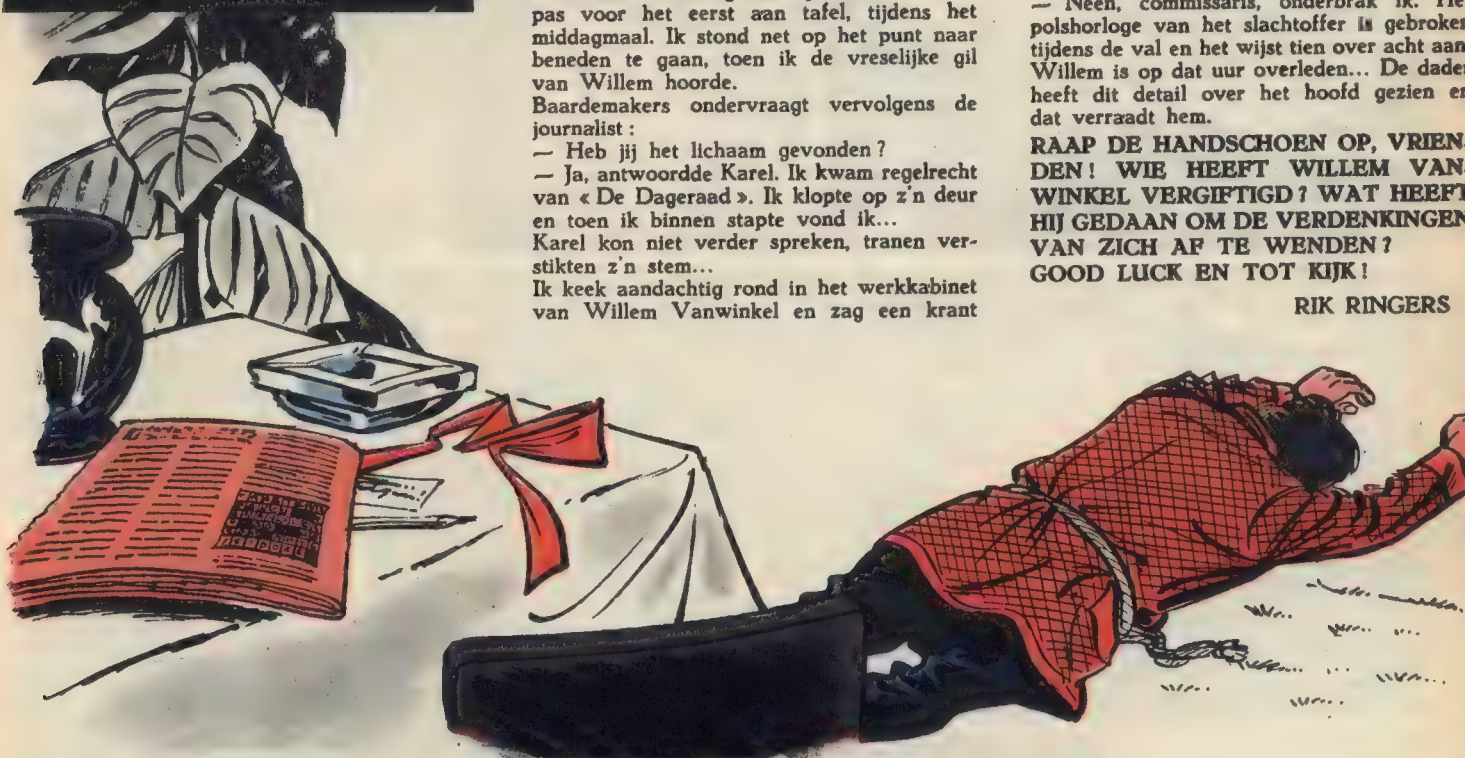 pas voor het eerst aan tafel, tijdens het
middagmaal. Ik stond net op het punt naar
beneden te gaan, toen ik de vreselijke gil
van Willem hoorde.
Baardemakers ondervraagt vervolgens de
journalist :
— Heb jij het lichaam gevonden ?
— Ja, antwoordde Karel. Ik kwam regelrecht
van « De Dageraad ». Ik klopte op z'n deur
en toen ik binnen stapte vond ik...
Karel kon niet verder spreken, tranen ver-
stikten z'n stem...
Ik keek aandachtig rond in het werkkabinet
van Willem Vanwinkel en zag een krant
— Neen, commissaris, onderbrak ik.
polshorloge van het slachtoffer is gebroken
tijdens de val en het wijst tien over acht aan.
Willem is op dat uur overleden... De dader
heeft dit detail over het hoofd gezien en
dat verraadt hem.
RAAP DE HANDSCHOEN OP, VRIEN-
DEN ! WIE HEEFT WILLEM VAN-
WINKEL VERGIFTIGD ? WAT HEEFT
HIJ GEDAAN OM DE VERDENKINGEN
VAN ZICH AF TE WENDEN ?
GOOD LUCK EN TOT KIJK !
RIK RINGERS